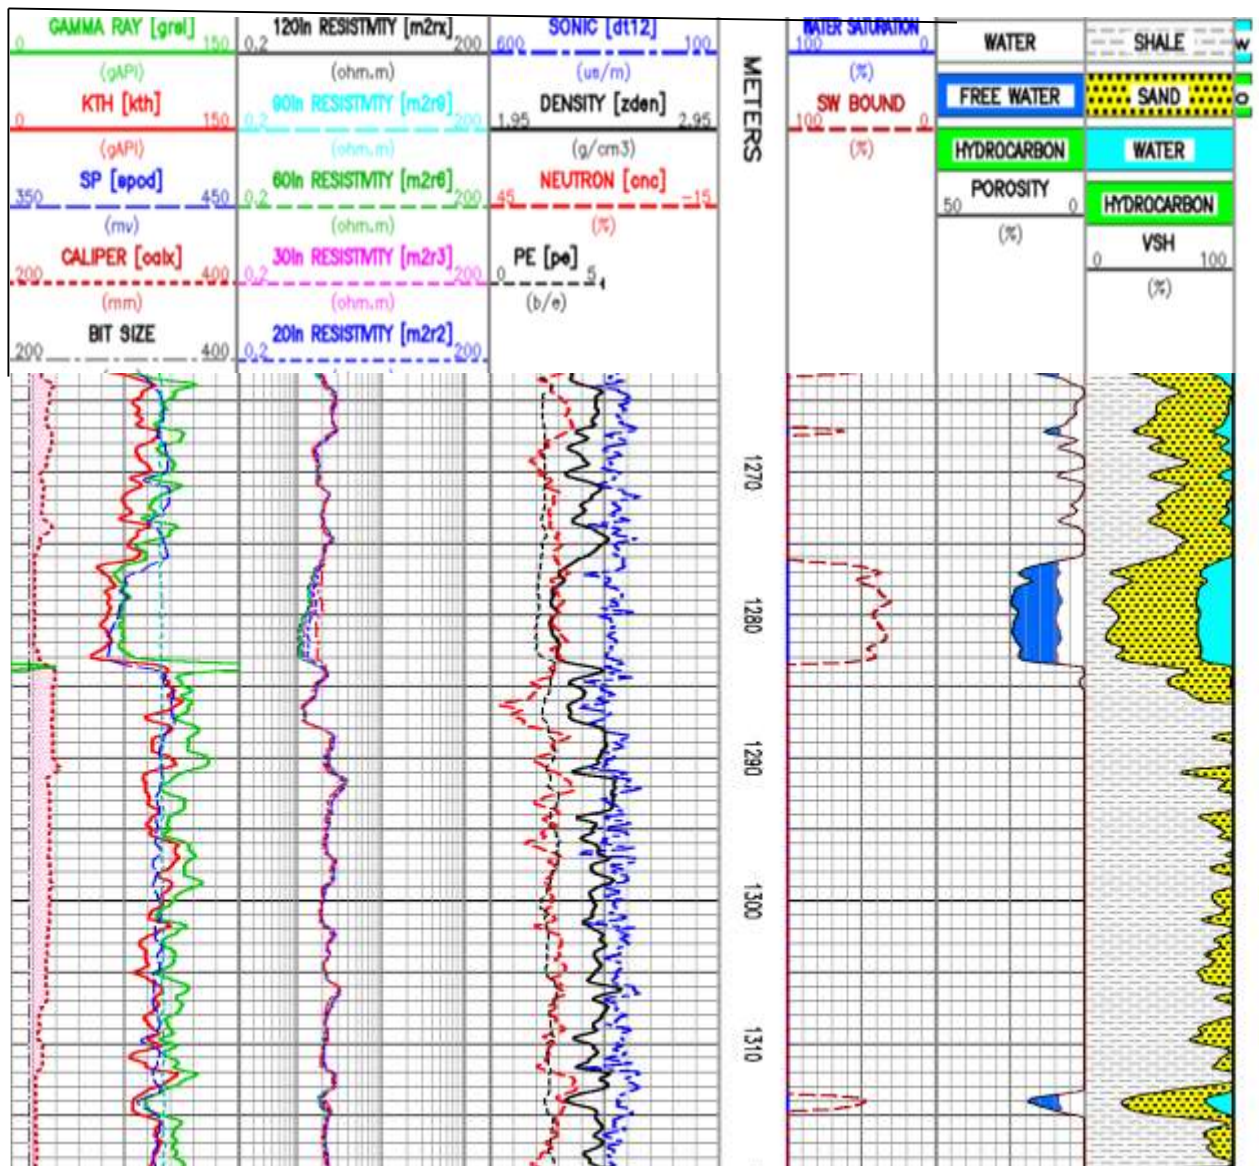 GAMMA RAY [grel]
0 150
(gAPI)
KTH [kth]
0 150
(gAPI)
SP [spcd]
350 450
(mv)
CALIPER [calx]
200 400
(mm)
BIT SIZE
200 400
120in RESISTIVITY [m2rx]
0.2 200
(ohm.m)
90in RESISTIVITY [m2r9]
0.2 200
(ohm.m)
60in RESISTIVITY [m2r6]
0.2 200
(ohm.m)
30in RESISTIVITY [m2r3]
0.2 200
(ohm.m)
20in RESISTIVITY [m2r2]
0.2 200
SONIC [dt12]
600 100
(us/m)
DENSITY [zden]
1.95 2.95
(g/cm3)
NEUTRON [cnc]
45 -15
(%)
PE [pe]
0 5
(b/e)
METERS
WATER SATURATION
100 0
(%)
SW BOUND
100 0
(%)
WATER
FREE WATER
HYDROCARBON
POROSITY
50 0
(%)
SHALE
SAND
WATER
HYDROCARBON
VSH
0 100
(%)
W
O
1270
1280
1290
1300
1310